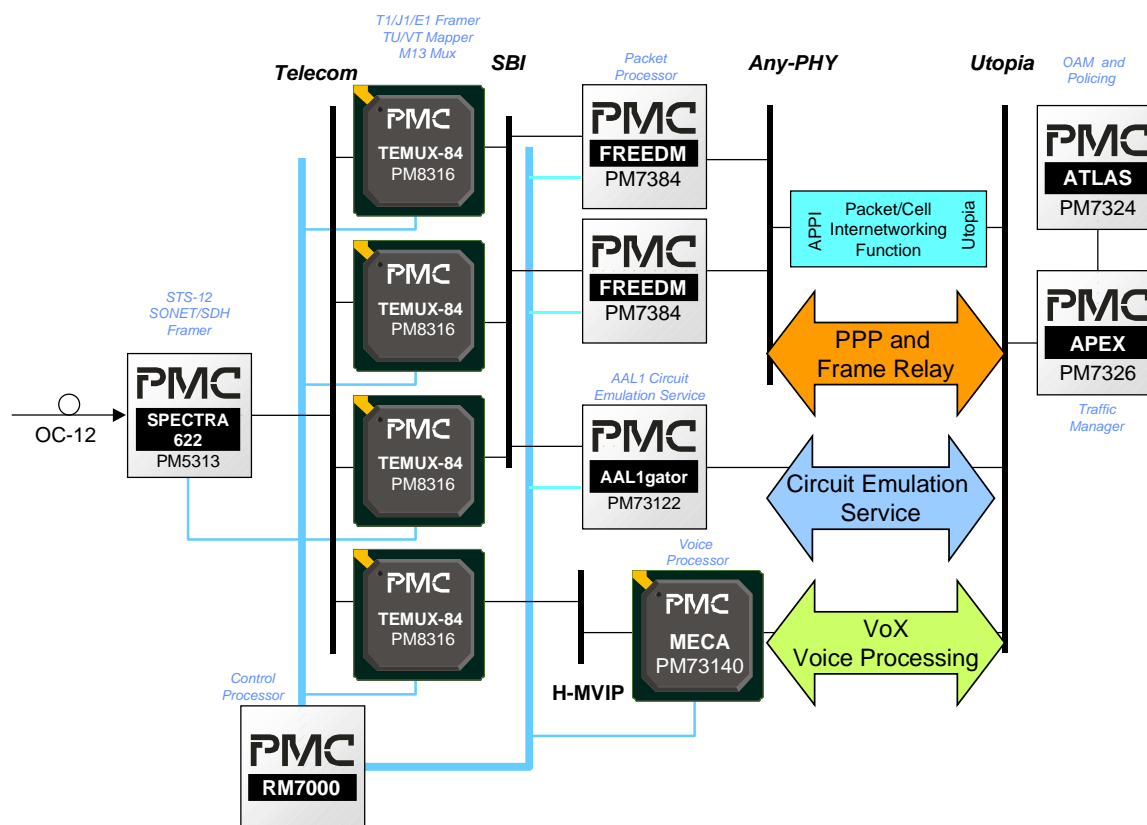 T1/J1/E1 Framer
TU/VT Mapper
M13 Mux
Telecom
SBI
Packet
Processor
Any-PHY
Utopia
OAM and
Policing
PMC
TEMUX-84
PM8316
PMC
FREEDM
PM7384
PMC
ATLAS
PM7324
APPI
Packet/Cell
Internetworking
Function
Utopia
PMC
TEMUX-84
PM8316
PMC
FREEDM
PM7384
PMC
APEX
PM7326
Traffic
Manager
STS-12
SONET/SDH
Framer
PPP and
Frame Relay
OC-12
PMC
SPECTRA
622
PM5313
PMC
TEMUX-84
PM8316
AAL1 Circuit
Emulation Service
PMC
AAL1gator
PM73122
Circuit Emulation
Service
PMC
TEMUX-84
PM8316
Voice
Processor
PMC
MECA
PM73140
H-MVIP
VoX
Voice Processing
Control
Processor
PMC
RM7000